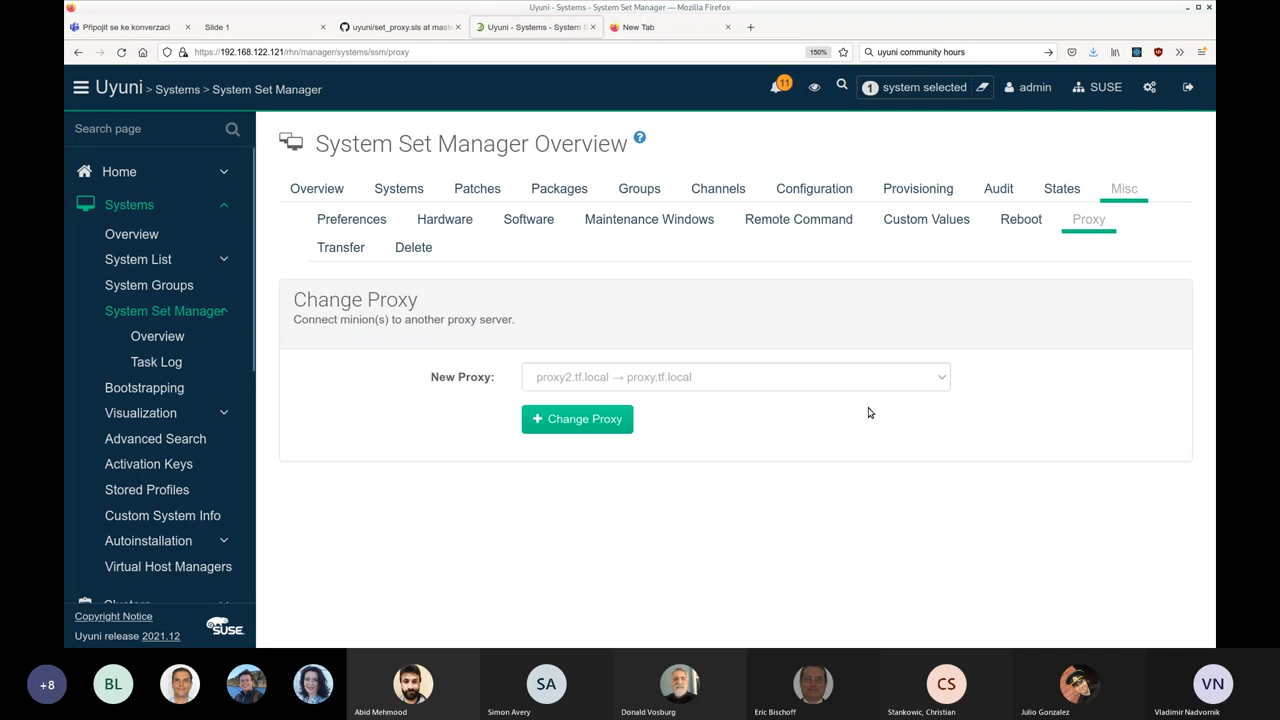 Uyuni - Systems - System Set Manager — Mozilla Firefox
Připojit se ke konverzaci
Slide 1
uyuni/set_proxy.sls at mast
Uyuni - Systems - System S
New Tab
https://192.168.122.121/rhn/manager/systems/ssm/proxy
150%
uyuni community hours
Uyuni > Systems > System Set Manager
11
1 system selected
admin
SUSE
Search page
Home
Systems
Overview
System List
System Groups
System Set Manager
Overview
Task Log
Bootstrapping
Visualization
Advanced Search
Activation Keys
Stored Profiles
Custom System Info
Autoinstallation
Virtual Host Managers
Copyright Notice
Uyuni release 2021.12
SUSE
System Set Manager Overview ?
Overview Systems Patches Packages Groups Channels Configuration Provisioning Audit States Misc
Preferences Hardware Software Maintenance Windows Remote Command Custom Values Reboot Proxy
Transfer Delete
Change Proxy
Connect minion(s) to another proxy server.
New Proxy: proxy2.tf.local → proxy.tf.local
+ Change Proxy
+8
BL
SA
CS
VN
Abid Mehmood
Simon Avery
Donald Vosburg
Eric Bischoff
Stankovic, Christian
Julio Gonzalez
Vladimir Nadvornik